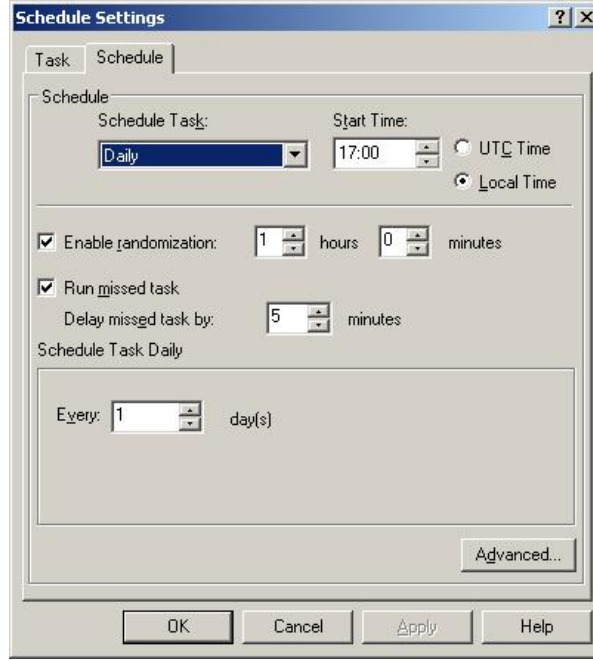 Schedule Settings
Task Schedule
Schedule
Schedule Task: Start Time:
Daily 17:00 UTC Time
Local Time
Enable randomization: 1 hours 0 minutes
Run missed task
Delay missed task by: 5 minutes
Schedule Task Daily
Every: 1 day(s)
Advanced...
OK Cancel Apply Help